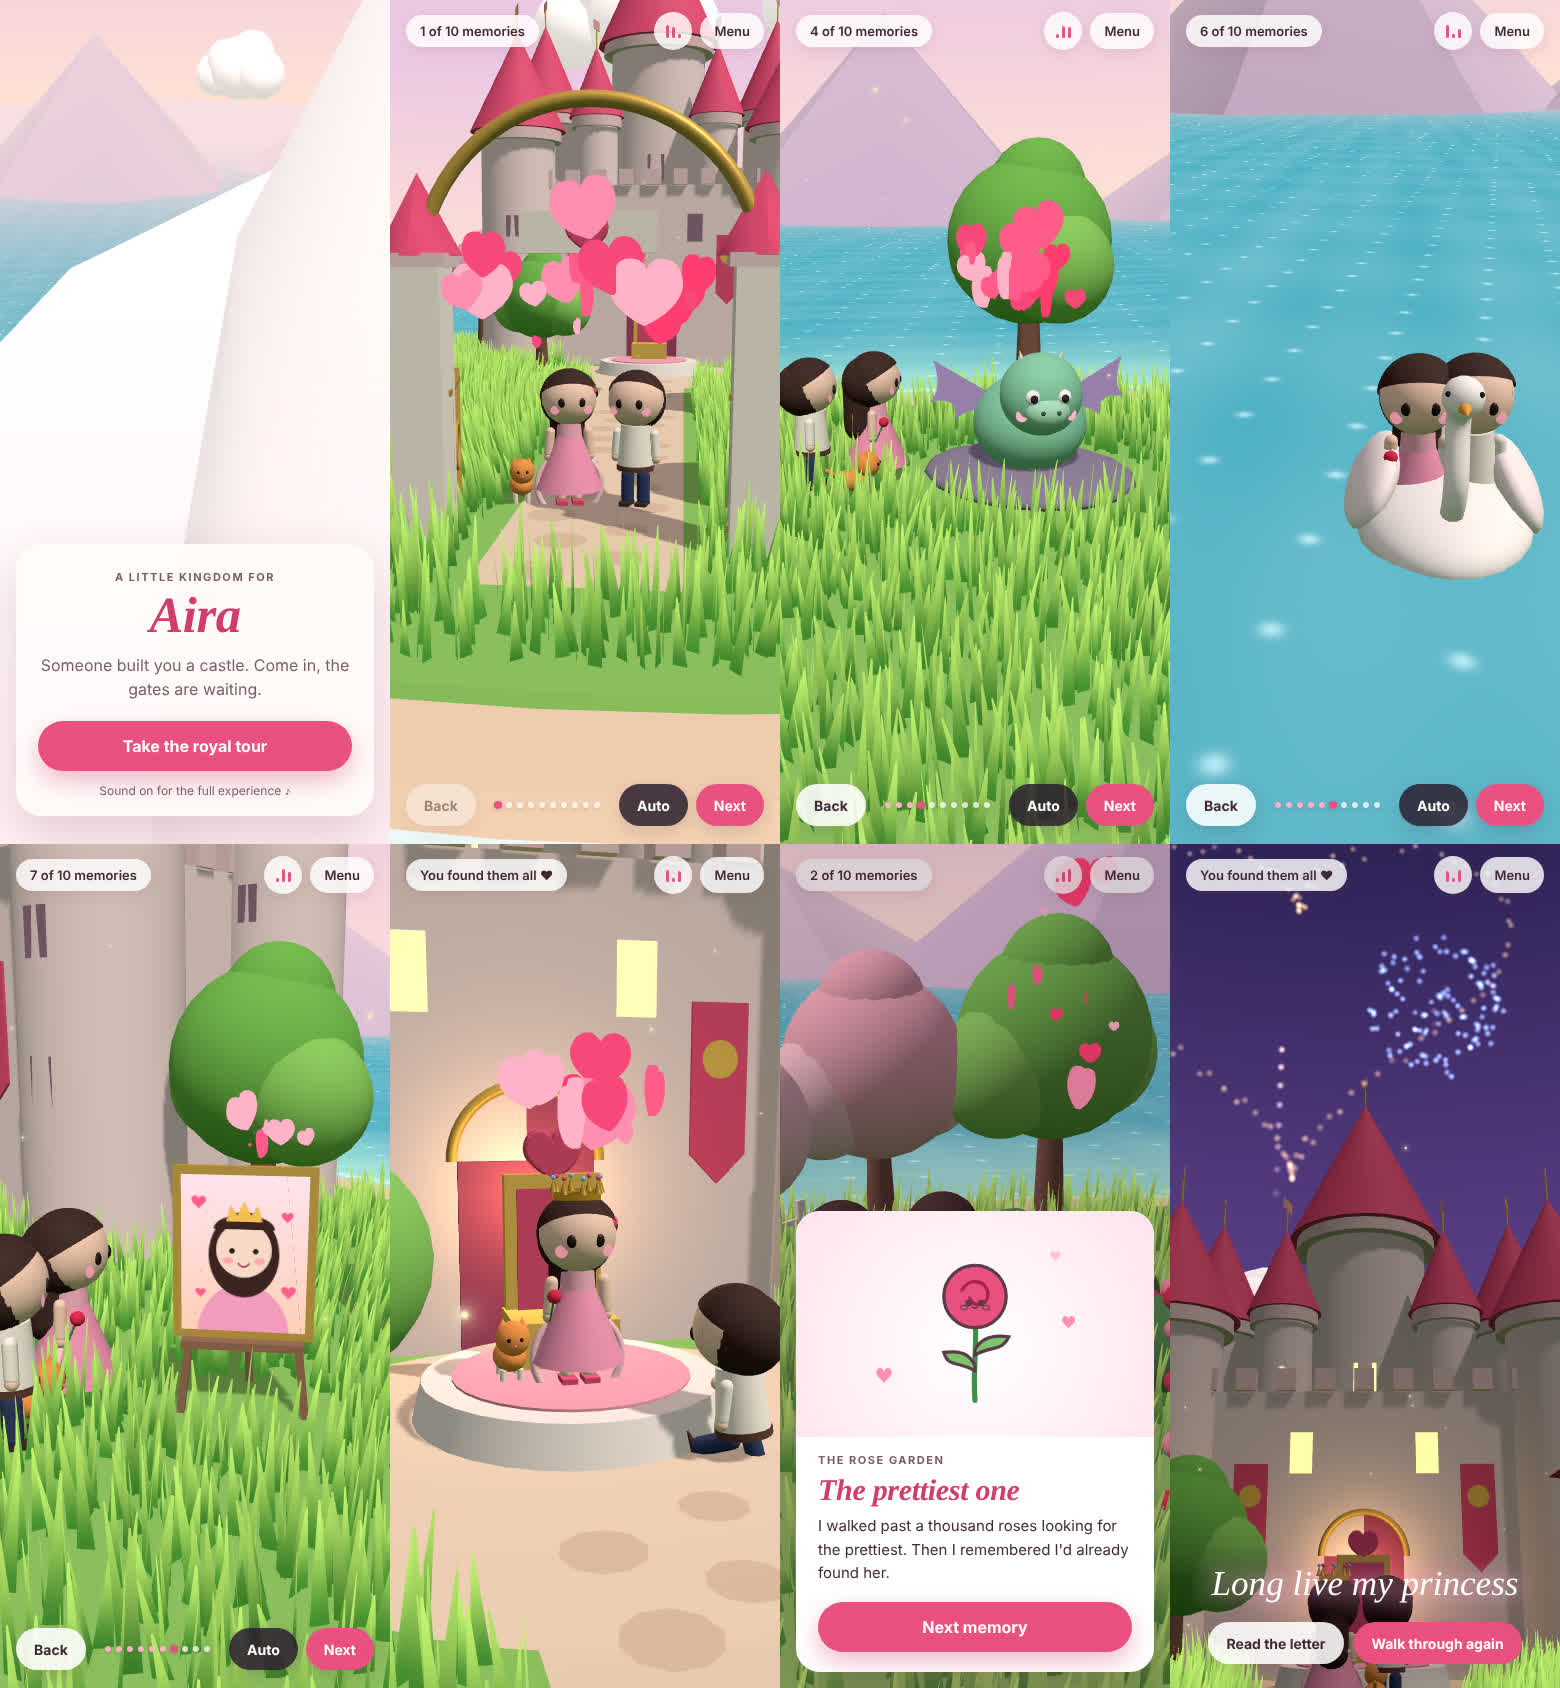 A LITTLE KINGDOM FOR
Aira
Someone built you a castle. Come in, the
gates are waiting.
Take the royal tour
Sound on for the full experience ♪
1 of 10 memories
Menu
Back
Auto
Next
4 of 10 memories
Menu
Back
Auto
Next
6 of 10 memories
Menu
Back
Auto
Next
7 of 10 memories
Menu
Back
Auto
Next
You found them all ♥
Menu
2 of 10 memories
Menu
THE ROSE GARDEN
The prettiest one
I walked past a thousand roses looking for
the prettiest. Then I remembered I'd already
found her.
Next memory
You found them all ♥
Menu
Long live my princess
Read the letter
Walk through again